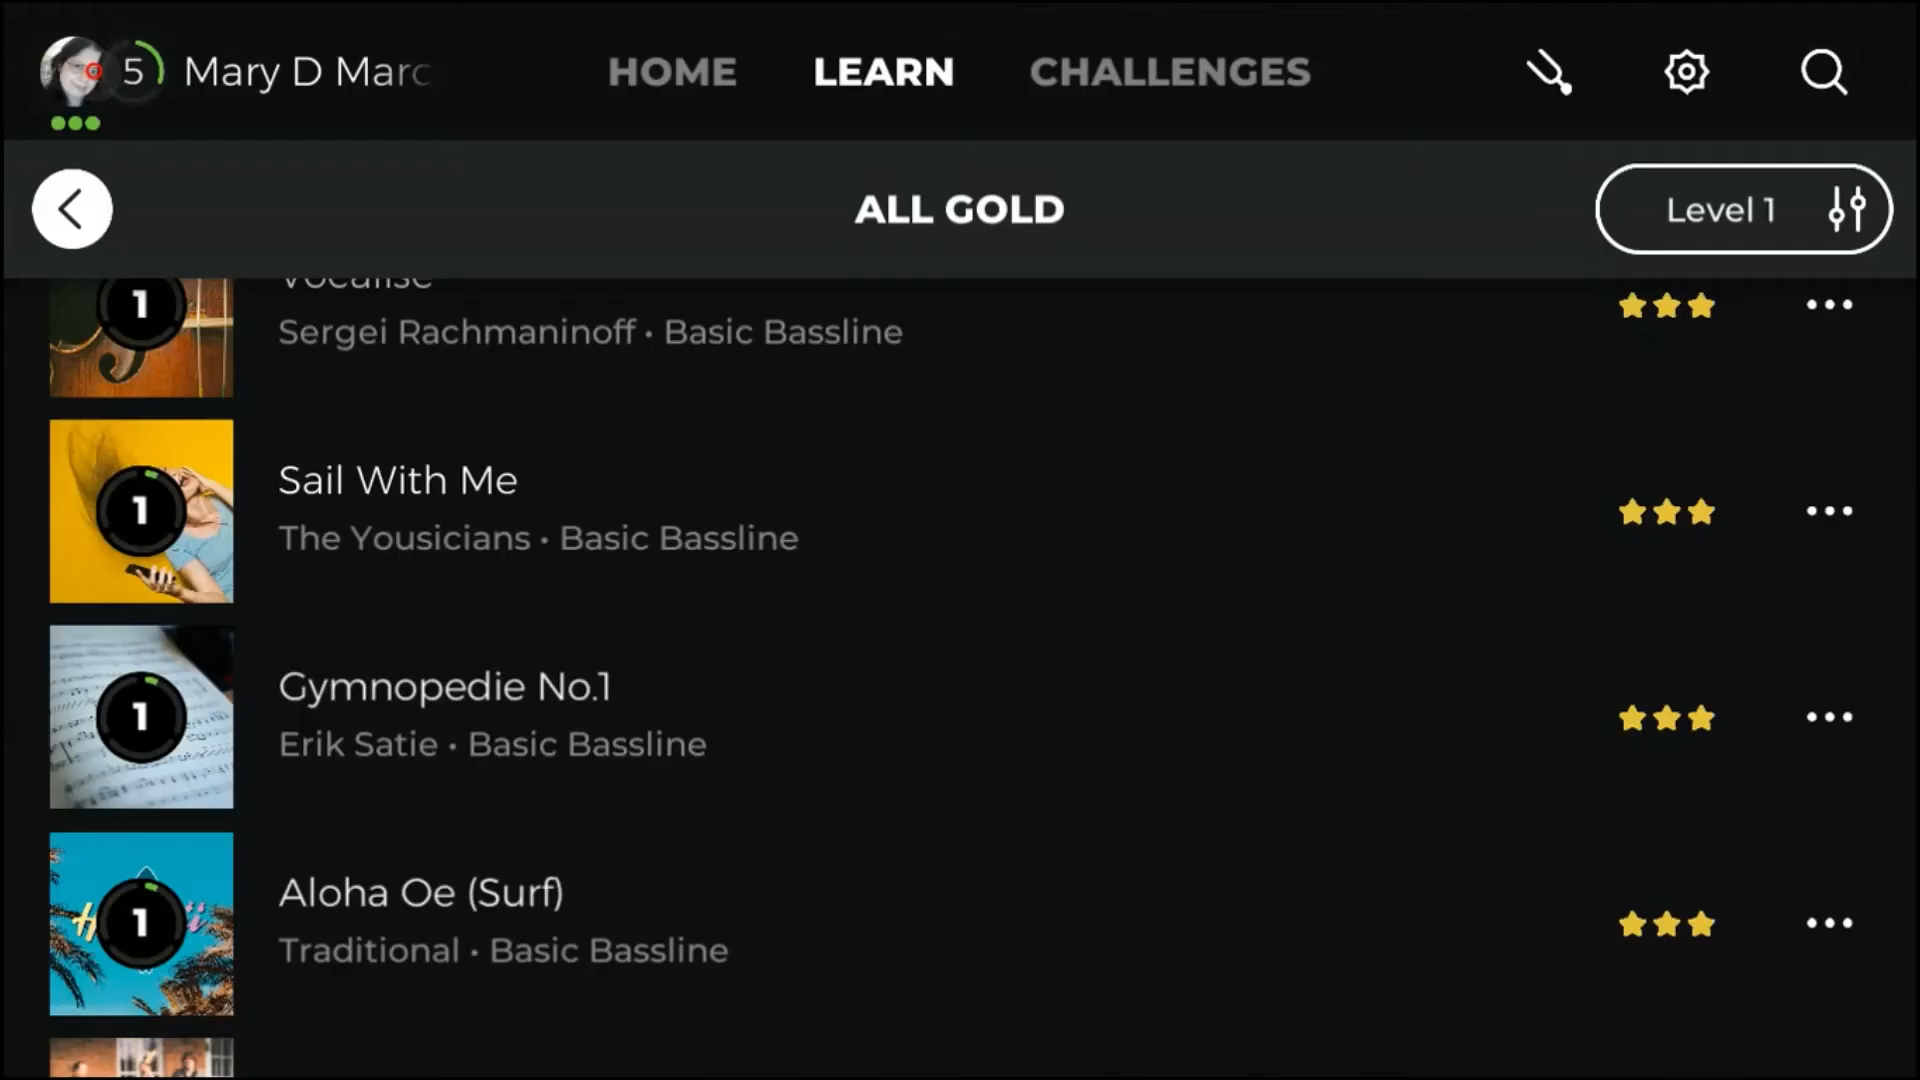 5 Mary D Marc HOME LEARN CHALLENGES
ALL GOLD Level 1
Vocalise
1
Sergei Rachmaninoff • Basic Bassline
Sail With Me
1
The Yousicians • Basic Bassline
Gymnopedie No.1
1
Erik Satie • Basic Bassline
Aloha Oe (Surf)
1
Traditional • Basic Bassline